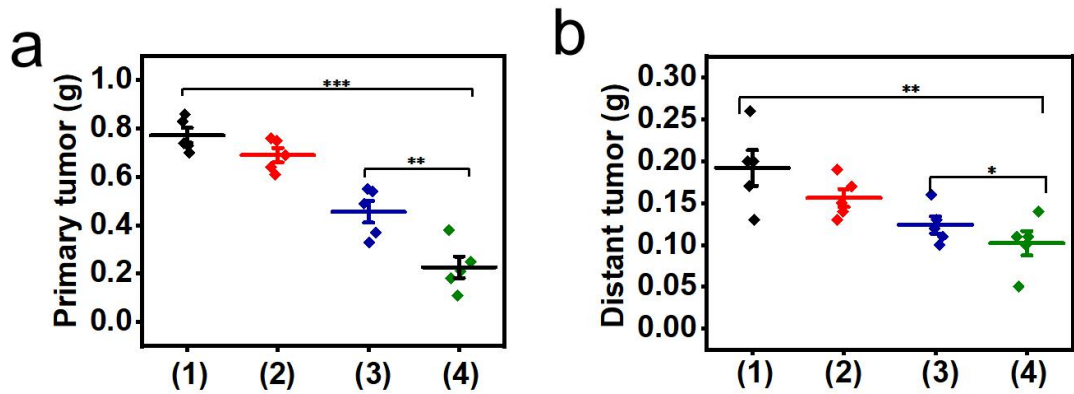 a
Primary tumor (g)
1.0
0.8
0.6
0.4
0.2
0.0
***
**
(1) (2) (3) (4)
b
Distant tumor (g)
0.30
0.25
0.20
0.15
0.10
0.05
0.00
**
*
(1) (2) (3) (4)